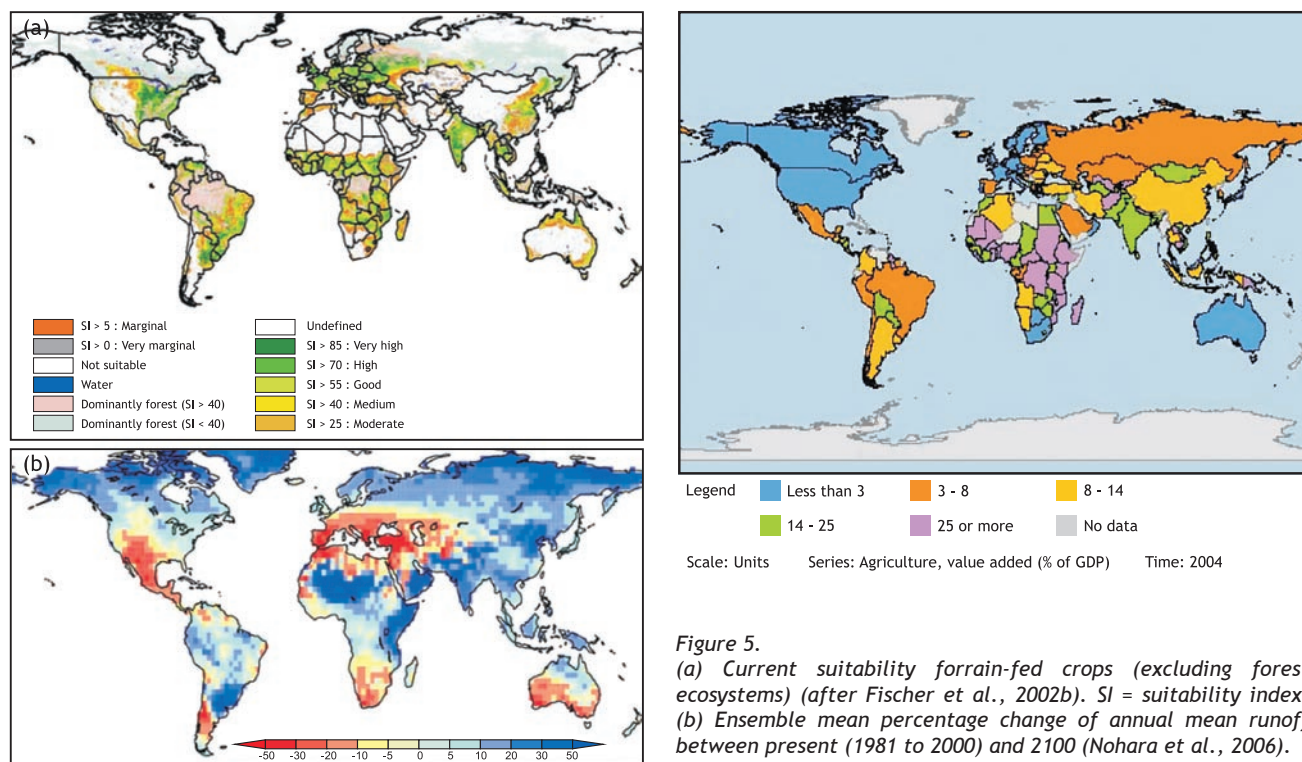 (a)
SI > 5 : Marginal
SI > 0 : Very marginal
Not suitable
Water
Dominantly forest (SI > 40)
Dominantly forest (SI < 40)
Undefined
SI > 85 : Very high
SI > 70 : High
SI > 55 : Good
SI > 40 : Medium
SI > 25 : Moderate
(b)
-50 -30 -20 -10 -5 0 5 10 20 30 50
Legend Less than 3 3 - 8 8 - 14
14 - 25 25 or more No data
Scale: Units Series: Agriculture, value added (% of GDP) Time: 2004
Figure 5.
(a) Current suitability forrain-fed crops (excluding fores
ecosystems) (after Fischer et al., 2002b). SI = suitability index
(b) Ensemble mean percentage change of annual mean runof
between present (1981 to 2000) and 2100 (Nohara et al., 2006).